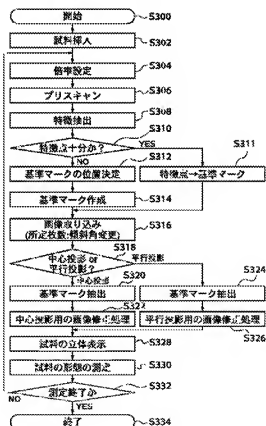 開始
S300
試料挿入
S302
倍率設定
S304
プリスキャン
S306
特徴抽出
S308
特徴点十分か?
S310
YES
NO
S312
S311
基準マークの位置決定
特徴点→基準マーク
基準マーク作成
S314
画像取り込み
(所定枚数:傾斜角変更)
S316
S318
中心投影 or
平行投影?
平行投影
中心投影
S320
S324
基準マーク抽出
基準マーク抽出
S322
中心投影用の画像修正処理
平行投影用の画像修正処理
S326
試料の立体表示
S328
試料の形態の測定
S330
測定終了か
S332
NO
YES
終了
S334